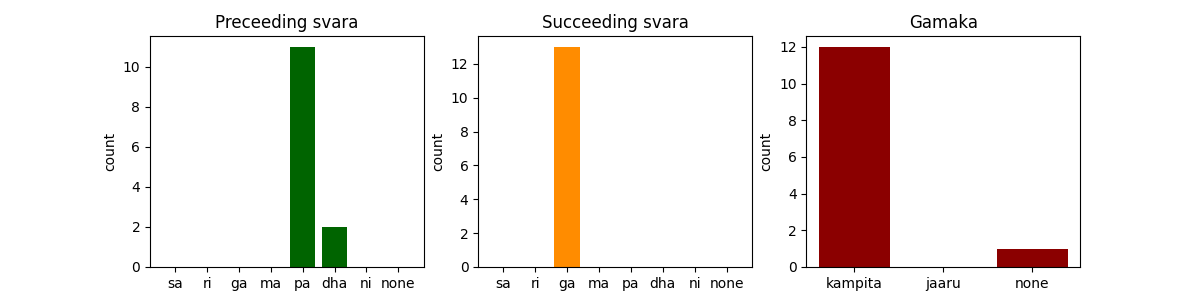 Preceeding svara
count
10
8
6
4
2
0
sa ri ga ma pa dha ni none
Succeeding svara
count
12
10
8
6
4
2
0
sa ri ga ma pa dha ni none
Gamaka
count
12
10
8
6
4
2
0
kampita jaaru none